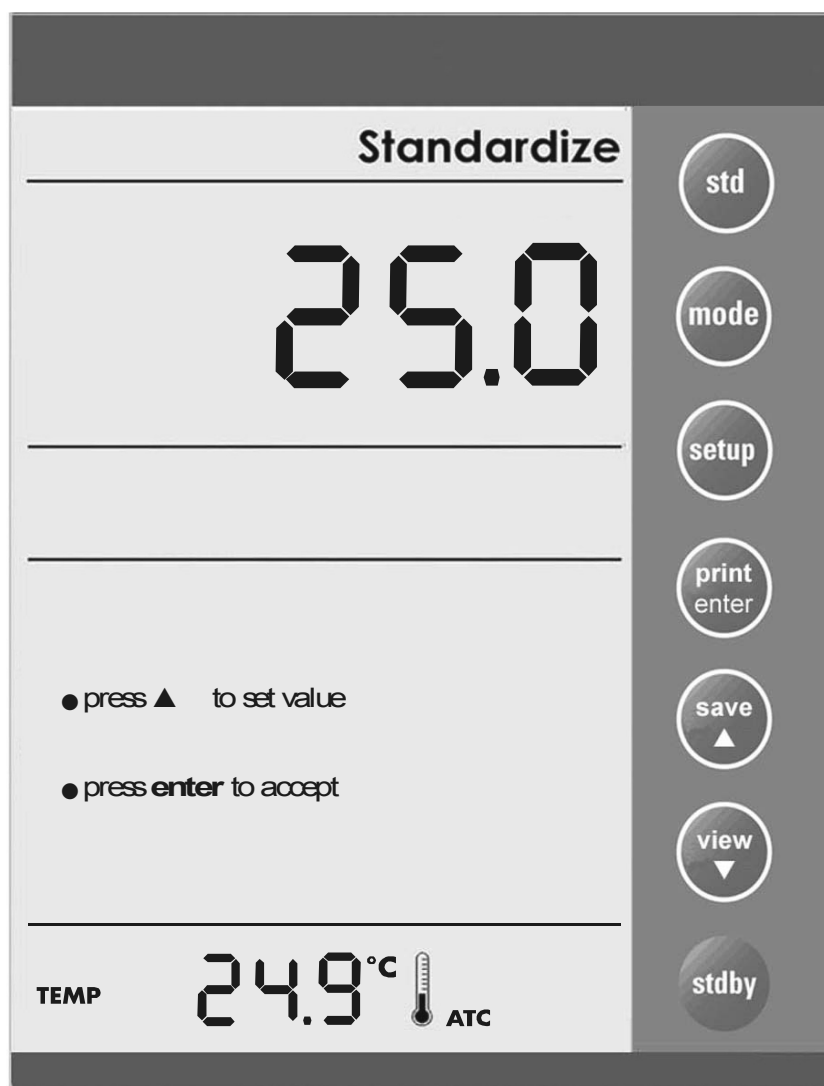 Standardize
25.0
● press ▲ to set value
● press enter to accept
TEMP 24.9 °C ATC
std
mode
setup
print
enter
save
▲
view
▼
stdby